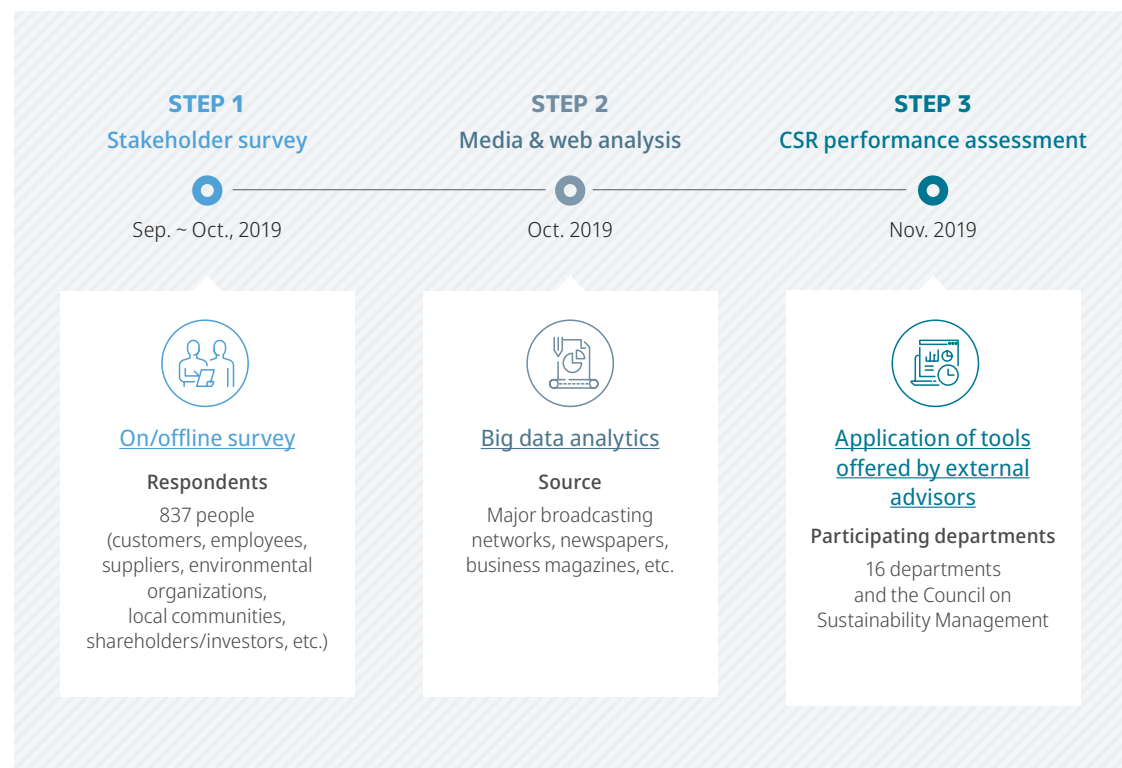 STEP 1
Stakeholder survey
Sep. ~ Oct., 2019
On/offline survey
Respondents
837 people
(customers, employees,
suppliers, environmental
organizations,
local communities,
shareholders/investors, etc.)
STEP 2
Media & web analysis
Oct. 2019
Big data analytics
Source
Major broadcasting
networks, newspapers,
business magazines, etc.
STEP 3
CSR performance assessment
Nov. 2019
Application of tools
offered by external
advisors
Participating departments
16 departments
and the Council on
Sustainability Management